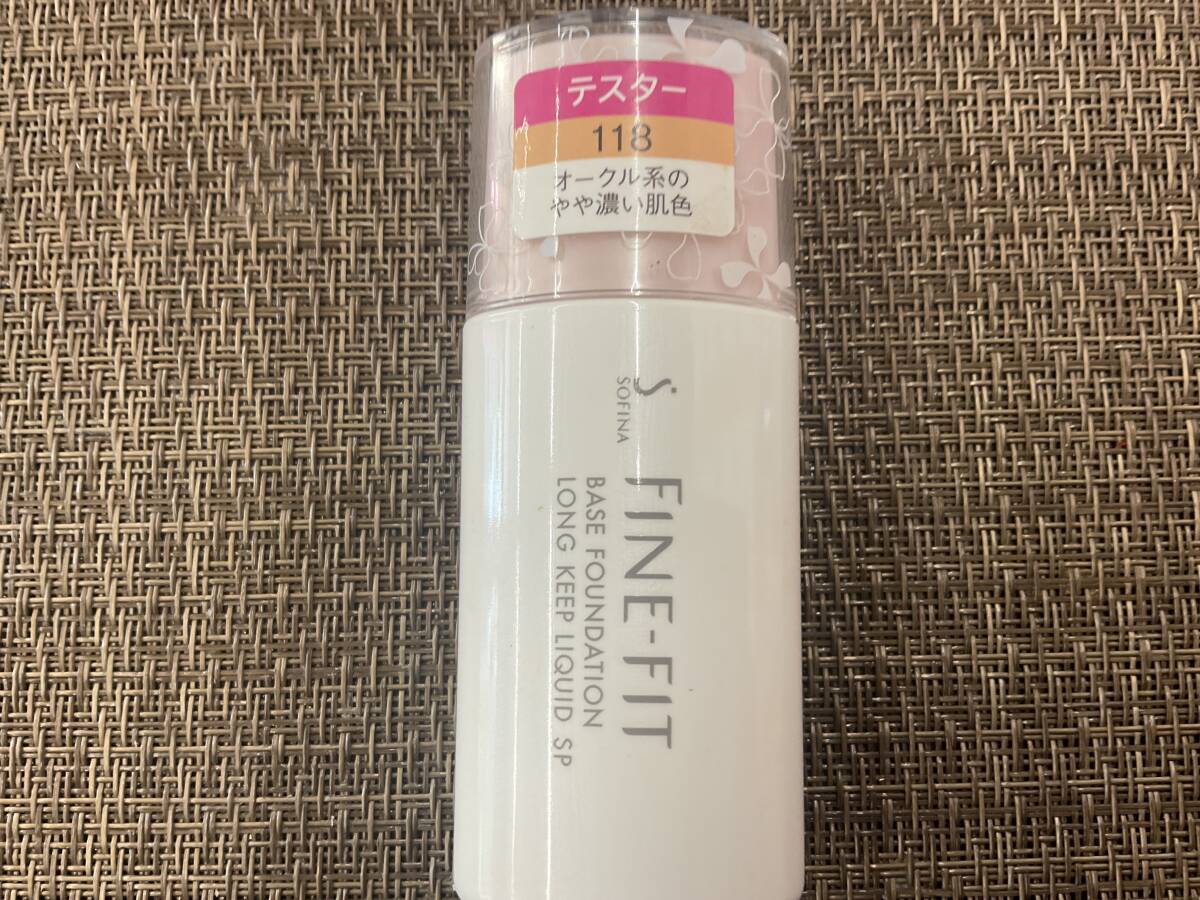 テスター
118
オークル系の
やや濃い肌色
SOFINA
FINE-FIT
BASE FOUNDATION
LONG KEEP LIQUID SP